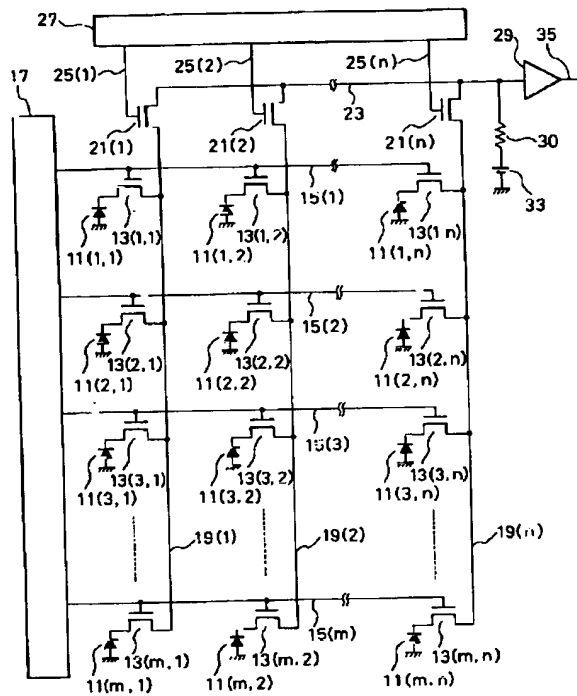 27
29
35
17
25(1)
25(2)
25(n)
23
21(1)
21(2)
21(n)
30
33
15(1)
11(1,1)
13(1,1)
11(1,2)
13(1,2)
11(1,n)
13(1 n)
15(2)
11(2,1)
13(2,1)
11(2,2)
13(2,2)
11(2,n)
13(2,n)
15(3)
11(3,1)
13(3,1)
11(3,2)
13(3,2)
11(3,n)
13(3,n)
19(1)
19(2)
19(n)
15(m)
11(m,1)
13(m,1)
11(m,2)
13(m,2)
11(m,n)
13(m,n)